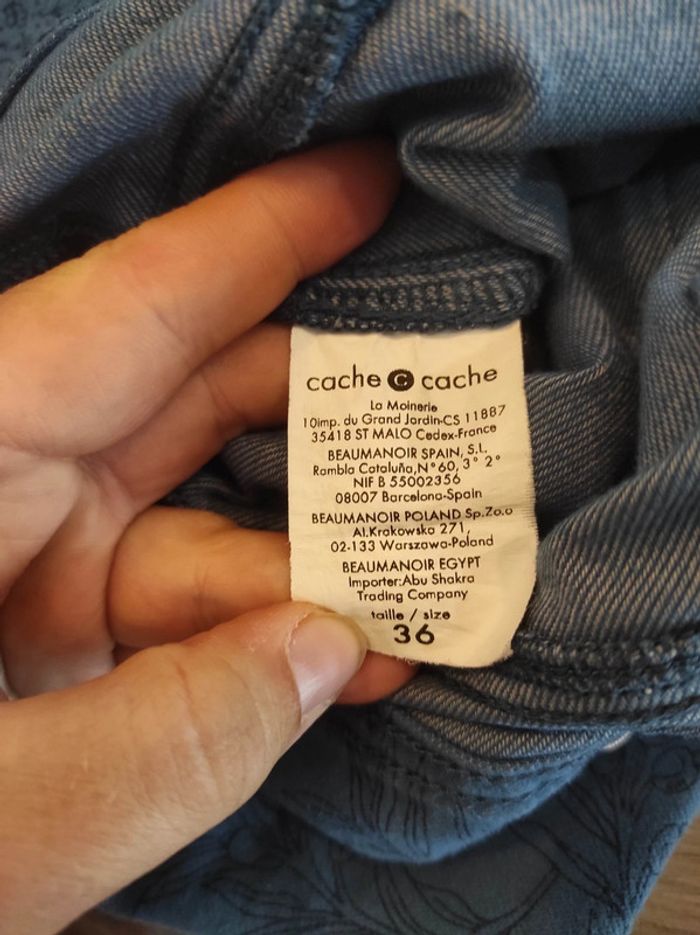 cache C cache
La Moinerie
10imp. du Grand Jardin-CS 11887
35418 ST MALO Cedex-France
BEAUMANOIR SPAIN, S.L.
Rambla Cataluña,N°60, 3° 2°
NIF B 55002356
08007 Barcelona-Spain
BEAUMANOIR POLAND Sp.Zo.o
Al.Krakowska 271,
02-133 Warszawa-Poland
BEAUMANOIR EGYPT
Importer:Abu Shakra
Trading Company
taille / size
36